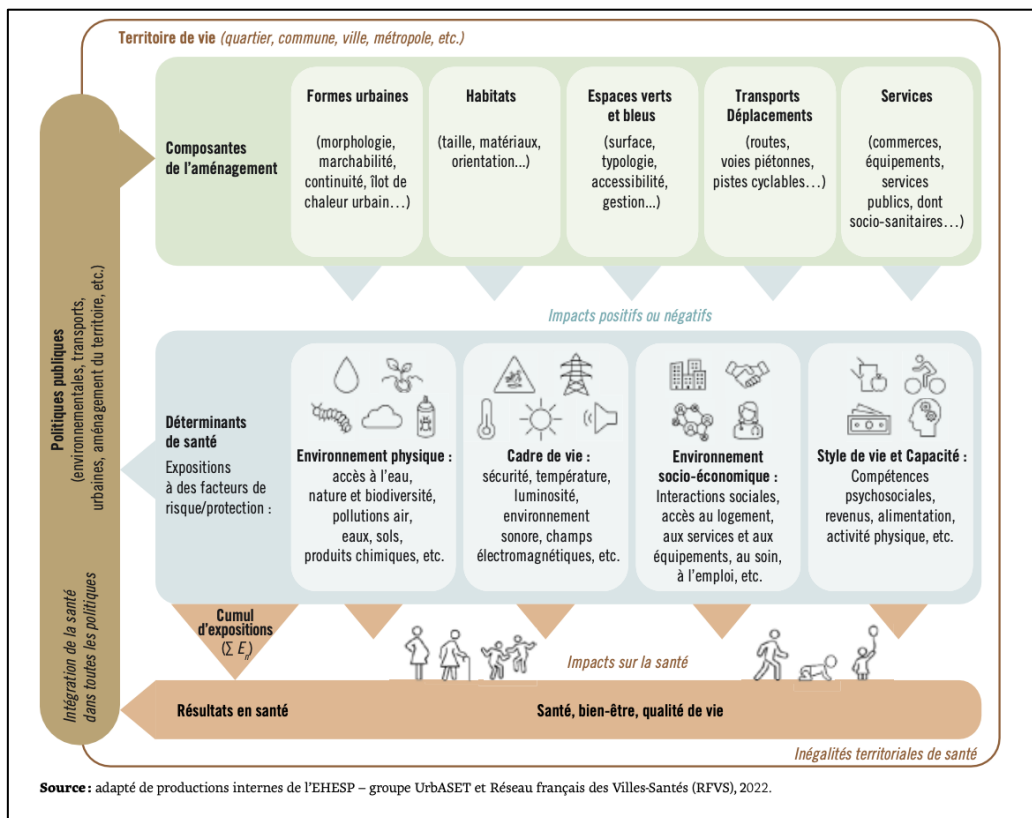 Territoire de vie (quartier, commune, ville, métropole, etc.)
Politiques publiques
(environnementales, transports,
urbaines, aménagement du territoire, etc.)
Intégration de la santé
dans toutes les politiques
Composantes
de l'aménagement
Formes urbaines
(morphologie,
marchabilité,
continuité, îlot de
chaleur urbain…)
Habitats
(taille, matériaux,
orientation...)
Espaces verts
et bleus
(surface,
typologie,
accessibilité,
gestion...)
Transports
Déplacements
(routes,
voies piétonnes,
pistes cyclables…)
Services
(commerces,
équipements,
services
publics, dont
socio-sanitaires…)
Impacts positifs ou négatifs
Déterminants
de santé
Expositions
à des facteurs de
risque/protection :
Environnement physique :
accès à l'eau,
nature et biodiversité,
pollutions air,
eaux, sols,
produits chimiques, etc.
Cadre de vie :
sécurité, température,
luminosité,
environnement
sonore, champs
électromagnétiques, etc.
Environnement
socio-économique :
Interactions sociales,
accès au logement,
aux services et aux
équipements, au soin,
à l'emploi, etc.
Style de vie et Capacité :
Compétences
psychosociales,
revenus, alimentation,
activité physique, etc.
Cumul
d'expositions
(Σ Eₙ)
Impacts sur la santé
Résultats en santé
Santé, bien-être, qualité de vie
Inégalités territoriales de santé
Source : adapté de productions internes de l'EHESP – groupe UrbASET et Réseau français des Villes-Santés (RFVS), 2022.